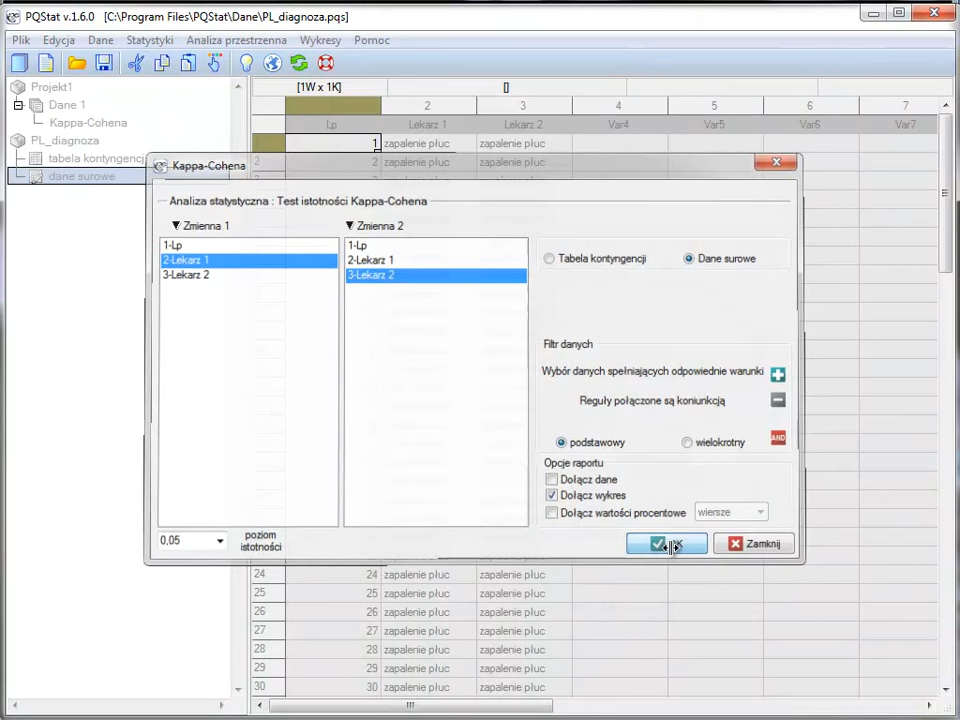 PQStat v.1.6.0 [C:\Program Files\PQStat\Dane\PL_diagnoza.pqs]
Plik Edycja Dane Statystyki Analiza przestrzenna Wykresy Pomoc
Projekt1
Dane 1
Kappa-Cohena
PL_diagnoza
tabela kontyngencj
dane surowe
[1W x 1K] []
2 3 4 5 6 7
Lp Lekarz 1 Lekarz 2 Var4 Var5 Var6 Var7
1 zapalenie płuc zapalenie płuc
2 2 zapalenie płuc zapalenie płuc
Kappa-Cohena
Analiza statystyczna : Test istotności Kappa-Cohena
Zmienna 1
1-Lp
2-Lekarz 1
3-Lekarz 2
Zmienna 2
1-Lp
2-Lekarz 1
3-Lekarz 2
Tabela kontyngencji Dane surowe
Filtr danych
Wybór danych spełniających odpowiednie warunki
Reguły połączone są koniunkcją
podstawowy wielokrotny AND
Opcje raportu
Dołącz dane
Dołącz wykres
Dołącz wartości procentowe wiersze
0,05 poziom
istotności
Zamknij
24 24 zapalenie płuc zapalenie płuc
25 25 zapalenie płuc zapalenie płuc
26 26 zapalenie płuc zapalenie płuc
27 27 zapalenie płuc zapalenie płuc
28 28 zapalenie płuc zapalenie płuc
29 29 zapalenie płuc zapalenie płuc
30 30 zapalenie płuc zapalenie płuc